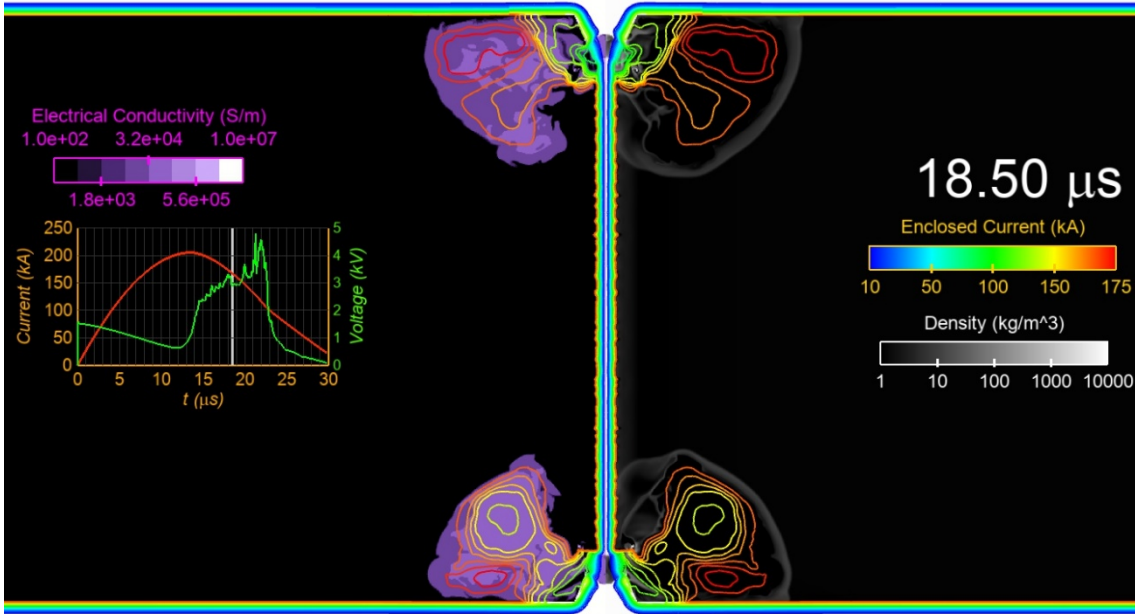 Electrical Conductivity (S/m)
1.0e+02 3.2e+04 1.0e+07
1.8e+03 5.6e+05
250
200
150
100
50
0
Current (kA)
5
4
3
2
1
0
Voltage (kV)
0 5 10 15 20 25 30
t (μs)
18.50 μs
Enclosed Current (kA)
10 50 100 150 175
Density (kg/m^3)
1 10 100 1000 10000